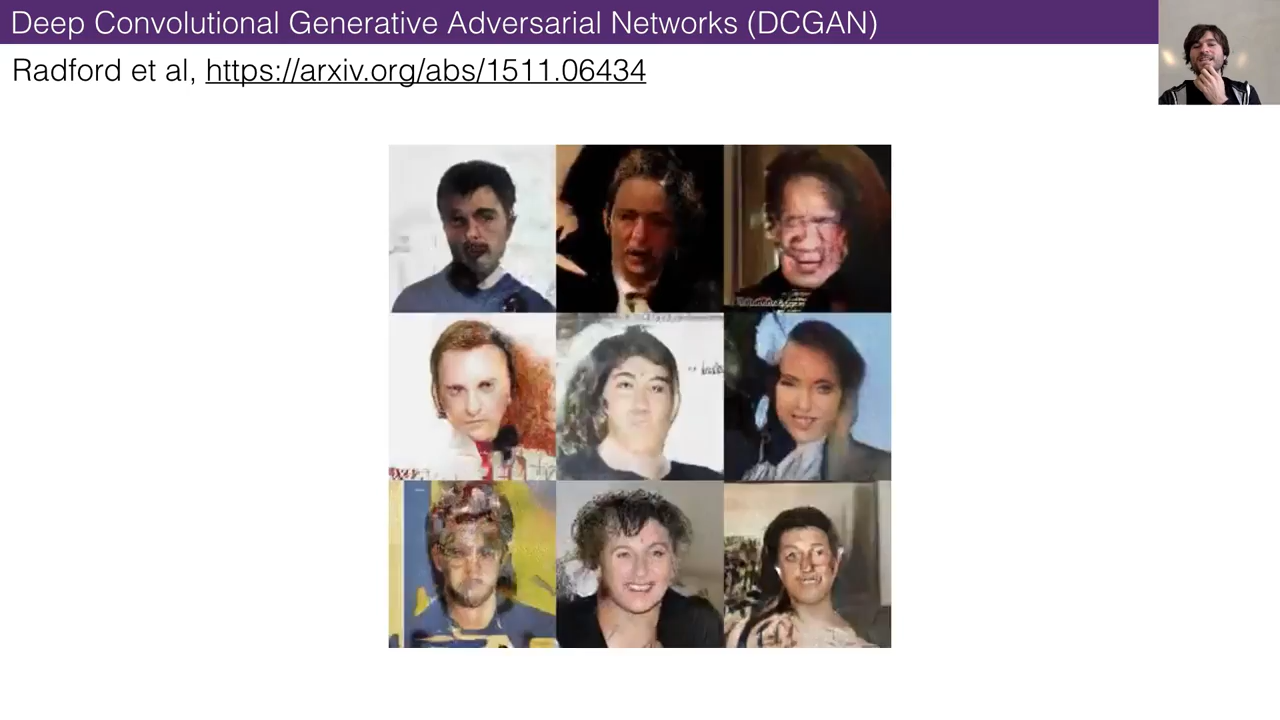 Deep Convolutional Generative Adversarial Networks (DCGAN)
Radford et al, https://arxiv.org/abs/1511.06434